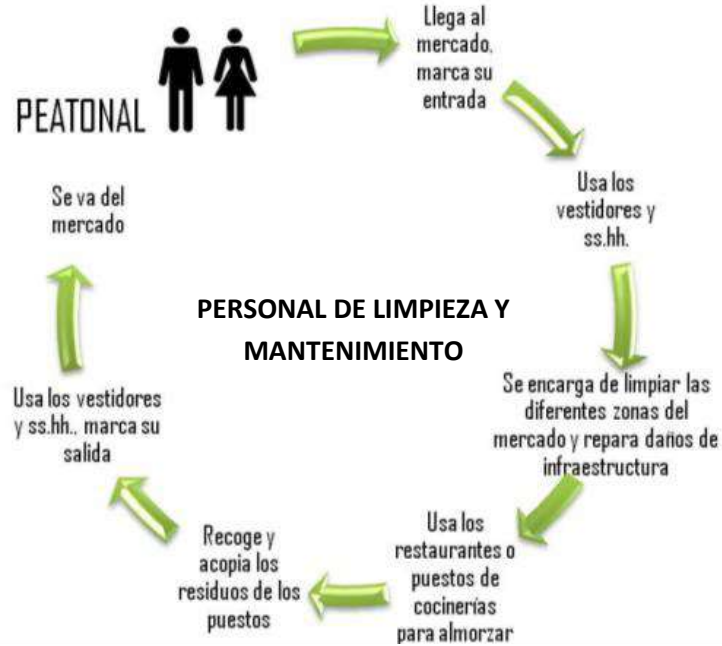 PEATONAL
Llega al
mercado,
marca su
entrada
Usa los
vestidores y
ss.hh.
Se encarga de limpiar las
diferentes zonas del
mercado y repara daños de
infraestructura
Usa los
restaurantes o
puestos de
cocinerías
para almorzar
Recoge y
acopia los
residuos de los
puestos
Usa los vestidores
y ss.hh., marca su
salida
Se va del
mercado
PERSONAL DE LIMPIEZA Y
MANTENIMIENTO